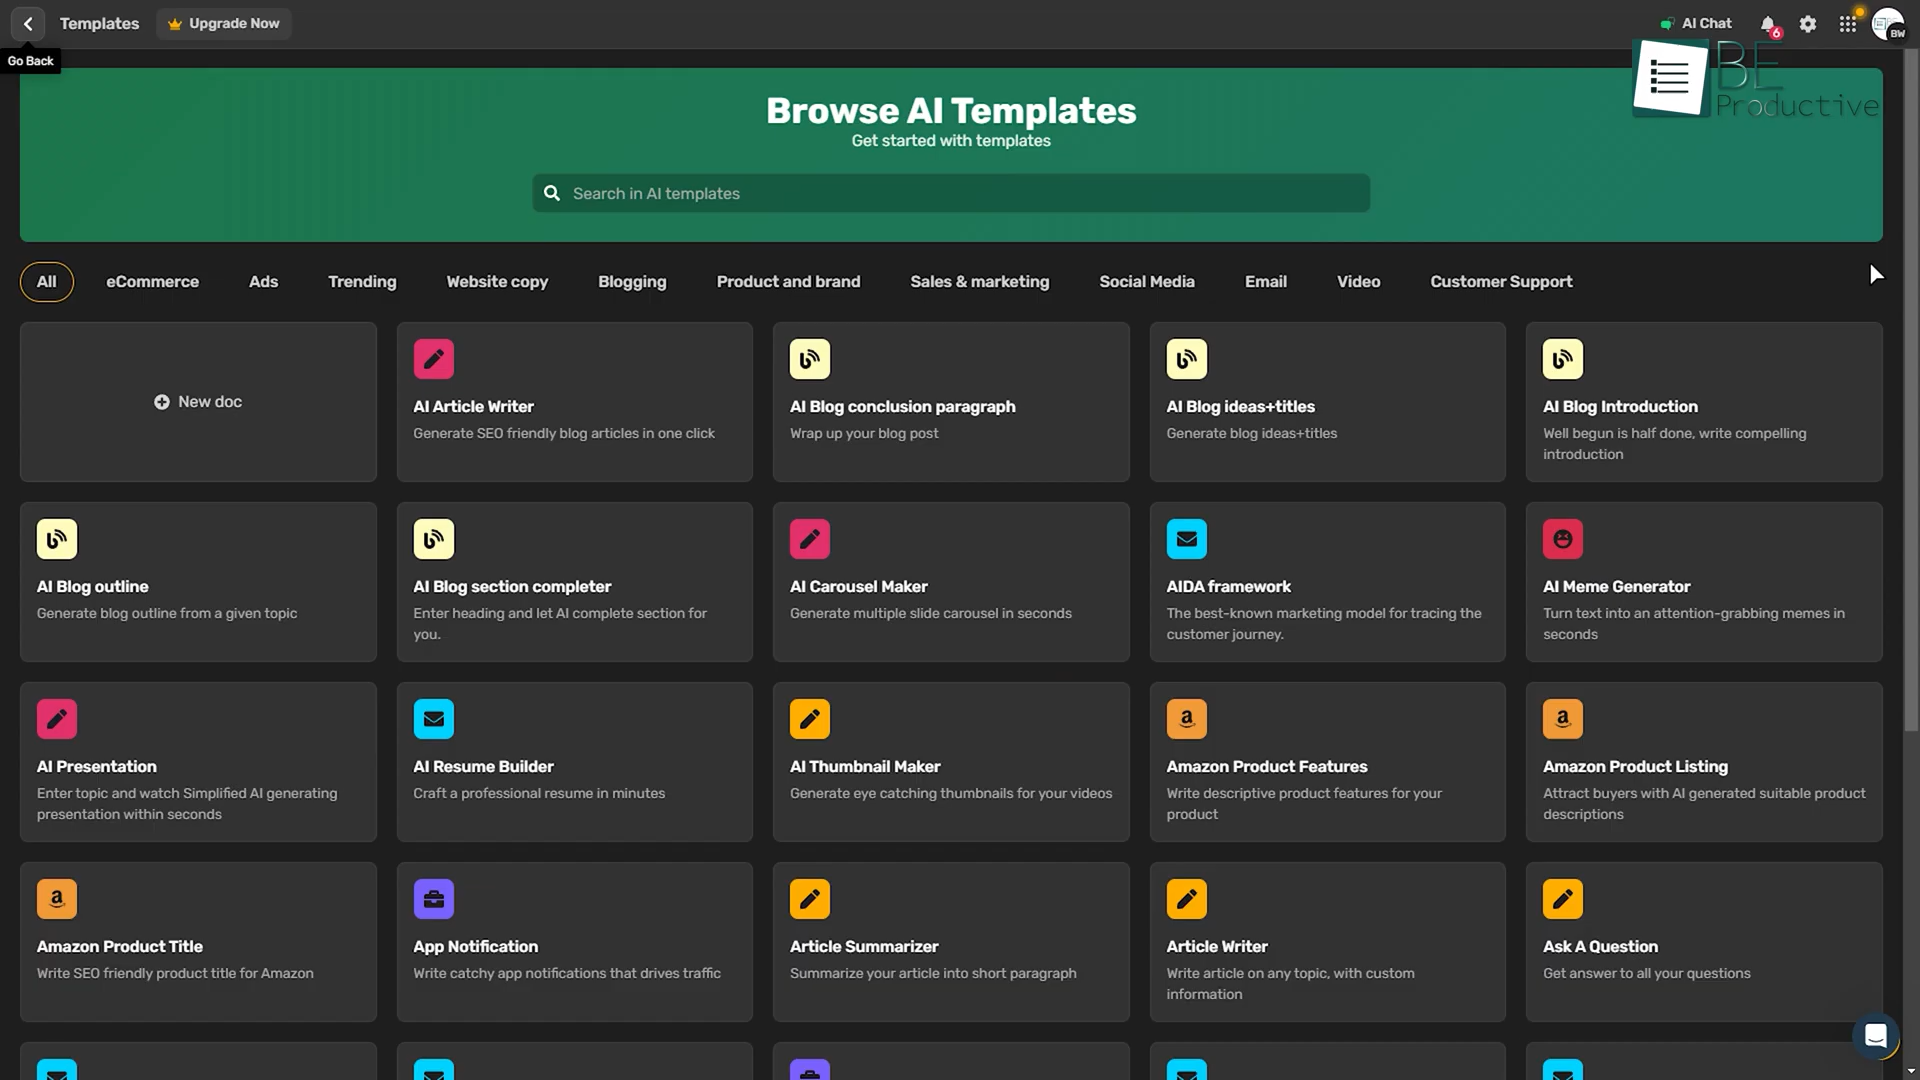 Templates
Upgrade Now
AI Chat
6
BW
Go Back
BE
Productive
Browse AI Templates
Get started with templates
Search in AI templates
All
eCommerce
Ads
Trending
Website copy
Blogging
Product and brand
Sales & marketing
Social Media
Email
Video
Customer Support
New doc
AI Article Writer
Generate SEO friendly blog articles in one click
AI Blog conclusion paragraph
Wrap up your blog post
AI Blog ideas+titles
Generate blog ideas+titles
AI Blog Introduction
Well begun is half done, write compelling
introduction
AI Blog outline
Generate blog outline from a given topic
AI Blog section completer
Enter heading and let AI complete section for
you.
AI Carousel Maker
Generate multiple slide carousel in seconds
AIDA framework
The best-known marketing model for tracing the
customer journey.
AI Meme Generator
Turn text into an attention-grabbing memes in
seconds
AI Presentation
Enter topic and watch Simplified AI generating
presentation within seconds
AI Resume Builder
Craft a professional resume in minutes
AI Thumbnail Maker
Generate eye catching thumbnails for your videos
Amazon Product Features
Write descriptive product features for your
product
Amazon Product Listing
Attract buyers with AI generated suitable product
descriptions
Amazon Product Title
Write SEO friendly product title for Amazon
App Notification
Write catchy app notifications that drives traffic
Article Summarizer
Summarize your article into short paragraph
Article Writer
Write article on any topic, with custom
information
Ask A Question
Get answer to all your questions